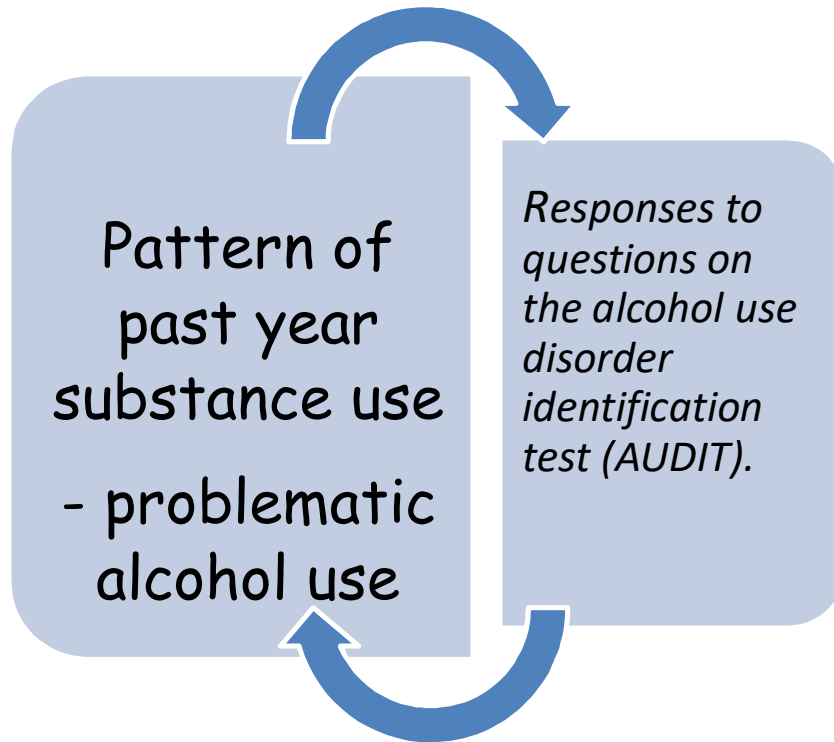 Pattern of
past year
substance use
- problematic
alcohol use
Responses to
questions on
the alcohol use
disorder
identification
test (AUDIT).